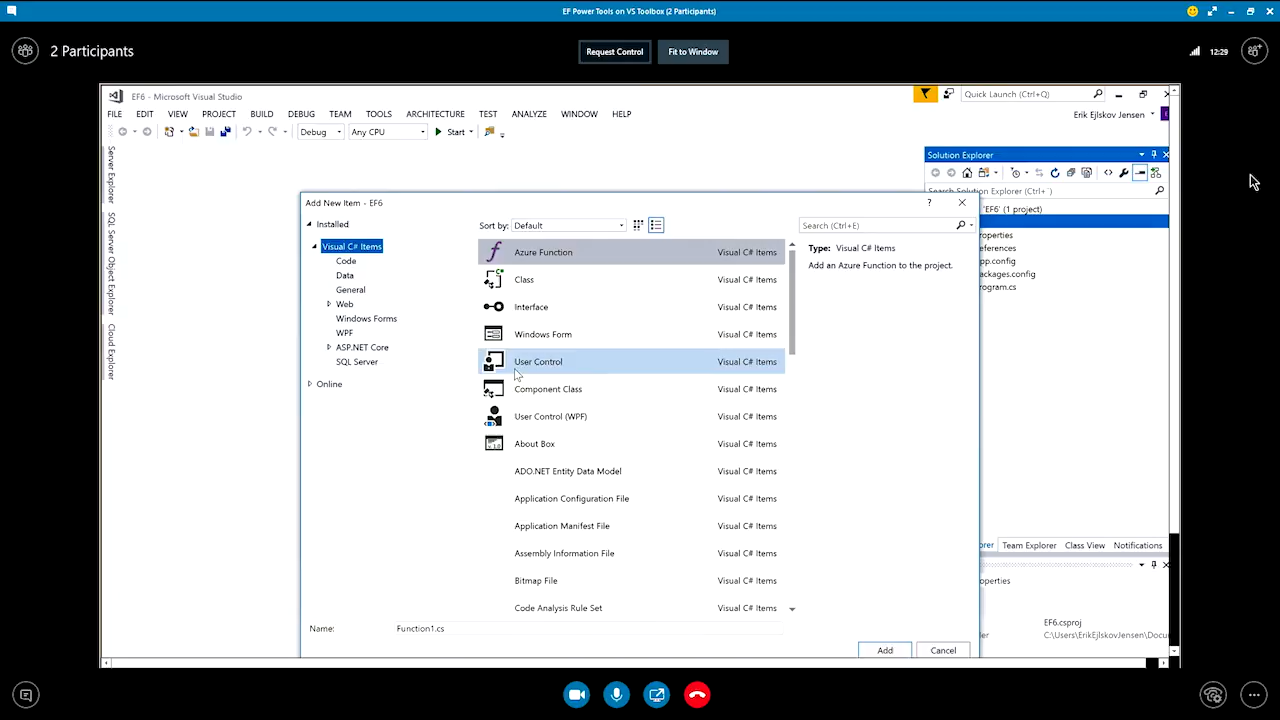 EF Power Tools on VS Toolbox (2 Participants)
2 Participants
Request Control
Fit to Window
12:29
EF6 - Microsoft Visual Studio
Quick Launch (Ctrl+Q)
FILE EDIT VIEW PROJECT BUILD DEBUG TEAM TOOLS ARCHITECTURE TEST ANALYZE WINDOW HELP
Erik Ejlskov Jensen
Debug Any CPU Start
Server Explorer
SQL Server Object Explorer
Cloud Explorer
Solution Explorer
Search Solution Explorer (Ctrl+¨)
'EF6' (1 project)
operties
eferences
pp.config
ackages.config
rogram.cs
Add New Item - EF6
Installed
Visual C# Items
Code
Data
General
Web
Windows Forms
WPF
ASP.NET Core
SQL Server
Online
Sort by: Default
Search (Ctrl+E)
Azure Function Visual C# Items
Class Visual C# Items
Interface Visual C# Items
Windows Form Visual C# Items
User Control Visual C# Items
Component Class Visual C# Items
User Control (WPF) Visual C# Items
About Box Visual C# Items
ADO.NET Entity Data Model Visual C# Items
Application Configuration File Visual C# Items
Application Manifest File Visual C# Items
Assembly Information File Visual C# Items
Bitmap File Visual C# Items
Code Analysis Rule Set Visual C# Items
Type: Visual C# Items
Add an Azure Function to the project.
Name: Function1.cs
Add Cancel
orer Team Explorer Class View Notifications
operties
EF6.csproj
der C:\Users\ErikEjlskovJensen\Docu